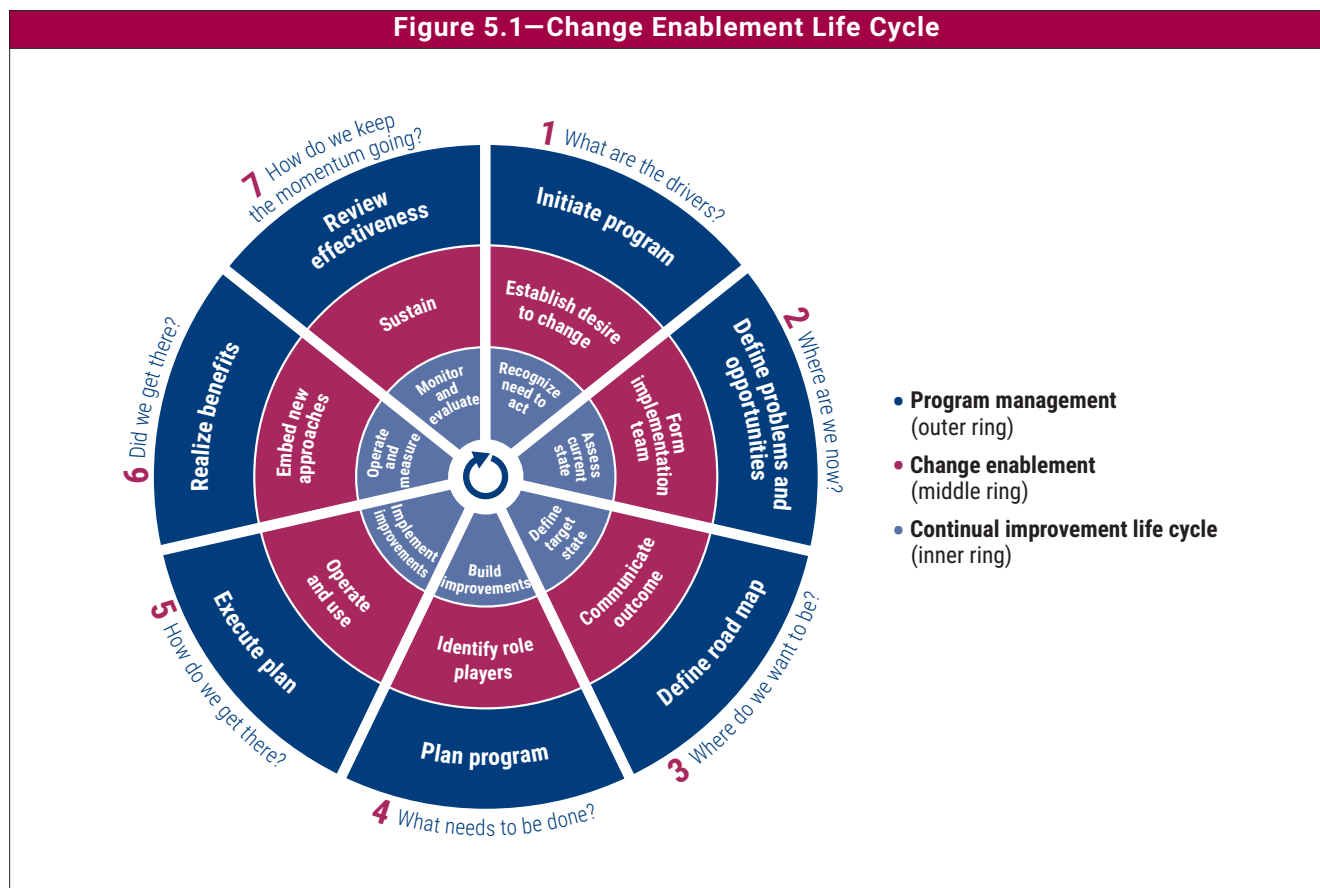 Figure 5.1—Change Enablement Life Cycle
1 What are the drivers?
Initiate program
Establish desire
to change
Recognize
need to
act
2 Where are we now?
Define problems and
opportunities
Form
implementation
team
Assess
current
state
3 Where do we want to be?
Define road map
Communicate
outcome
Define
target
state
4 What needs to be done?
Plan program
Identify role
players
Build
improvements
5 How do we get there?
Execute plan
Operate
and use
Implement
improvements
6 Did we get there?
Realize benefits
Embed new
approaches
Operate
and
measure
7 How do we keep
the momentum going?
Review
effectiveness
Sustain
Monitor
and
evaluate
• Program management
(outer ring)
• Change enablement
(middle ring)
• Continual improvement life cycle
(inner ring)